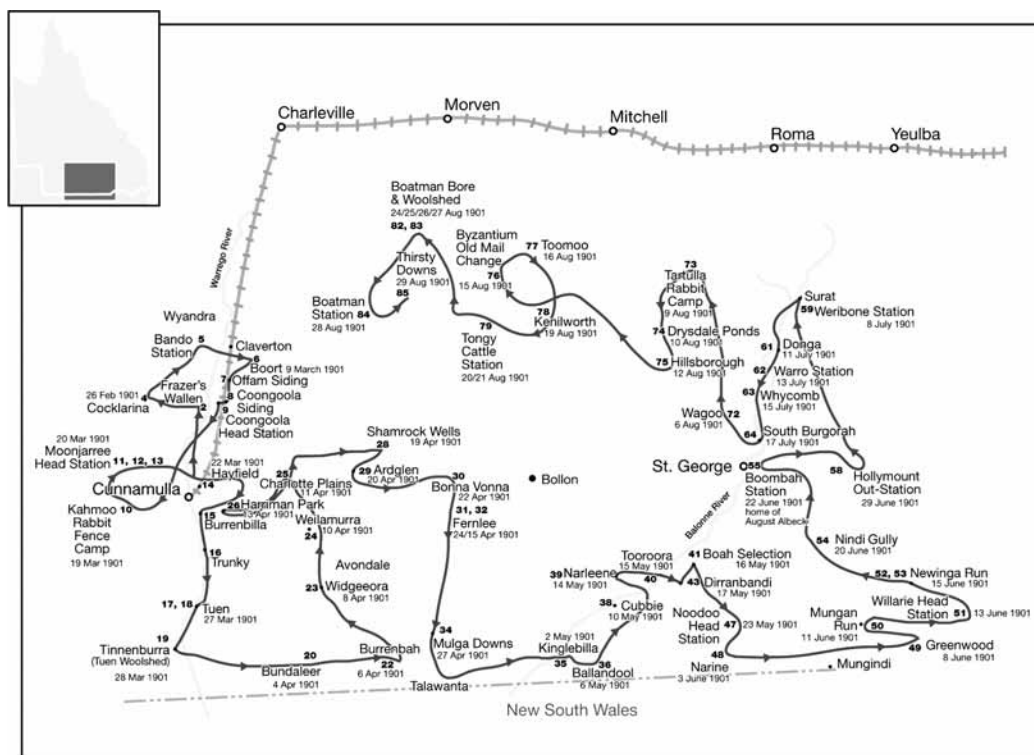 Charleville
Morven
Mitchell
Roma
Yeulba
Warrego River
Boatman Bore
& Woolshed
24/25/26/27 Aug 1901
82, 83
Thirsty
Downs
29 Aug 1901
85
Boatman
Station 84
28 Aug 1901
Byzantium
Old Mail
Change
76
15 Aug 1901
77 Toomoo
16 Aug 1901
78
Kenilworth
19 Aug 1901
79
Tongy
Cattle
Station
20/21 Aug 1901
73
Tartulla
Rabbit
Camp
9 Aug 1901
74 Drysdale Ponds
10 Aug 1901
75 Hillsborough
12 Aug 1901
Wagoo 72
6 Aug 1901
Surat
59 Weribone Station
8 July 1901
61 Donga
11 July 1901
62 Warro Station
13 July 1901
63 Whycomb
15 July 1901
64 South Burgorah
17 July 1901
Wyandra
Bando 5
Station
Claverton
6
Boort 9 March 1901
7 Offam Siding
8 Coongoola
Siding
9
Coongoola
Head Station
Frazer's
Wallen
2
26 Feb 1901 4
Cocklarina
20 Mar 1901
Moonjarree
Head Station 11, 12, 13
22 Mar 1901
Hayfield
14
Cunnamulla
Kahmoo 10
Rabbit
Fence
Camp
19 Mar 1901
Shamrock Wells
28 19 Apr 1901
25
Charlotte Plains
11 Apr 1901
29 Ardglen
20 Apr 1901
30
Bonna Vonna
22 Apr 1901
31, 32
Fernlee
24/15 Apr 1901
Bollon
26 Harriman Park
13 Apr 1901
15 Burrenbilla
Weilamurra
10 Apr 1901
24
16
Trunky
Avondale
23 Widgeeora
8 Apr 1901
17, 18
Tuen
27 Mar 1901
19
Tinnenburra
(Tuen Woolshed)
28 Mar 1901
20
Bundaleer
4 Apr 1901
Burrenbah
22
6 Apr 1901
34
Mulga Downs
27 Apr 1901
Talawanta
2 May 1901
Kinglebilla
35
36
Ballandool
6 May 1901
38
Cubbie
10 May 1901
39 Narleene
14 May 1901
Tooroora
15 May 1901
40
41 Boah Selection
16 May 1901
43 Dirranbandi
17 May 1901
Noodoo
Head
Station
47 23 May 1901
48
Narine
3 June 1901
Mungindi
49 Greenwood
8 June 1901
Mungan
Run 50
11 June 1901
Willarie Head
Station 51 13 June 1901
52, 53 Newinga Run
15 June 1901
54 Nindi Gully
20 June 1901
St. George 55
Boombah
Station
22 June 1901
home of
August Albeck
58
Hollymount
Out-Station
29 June 1901
Balonne River
New South Wales